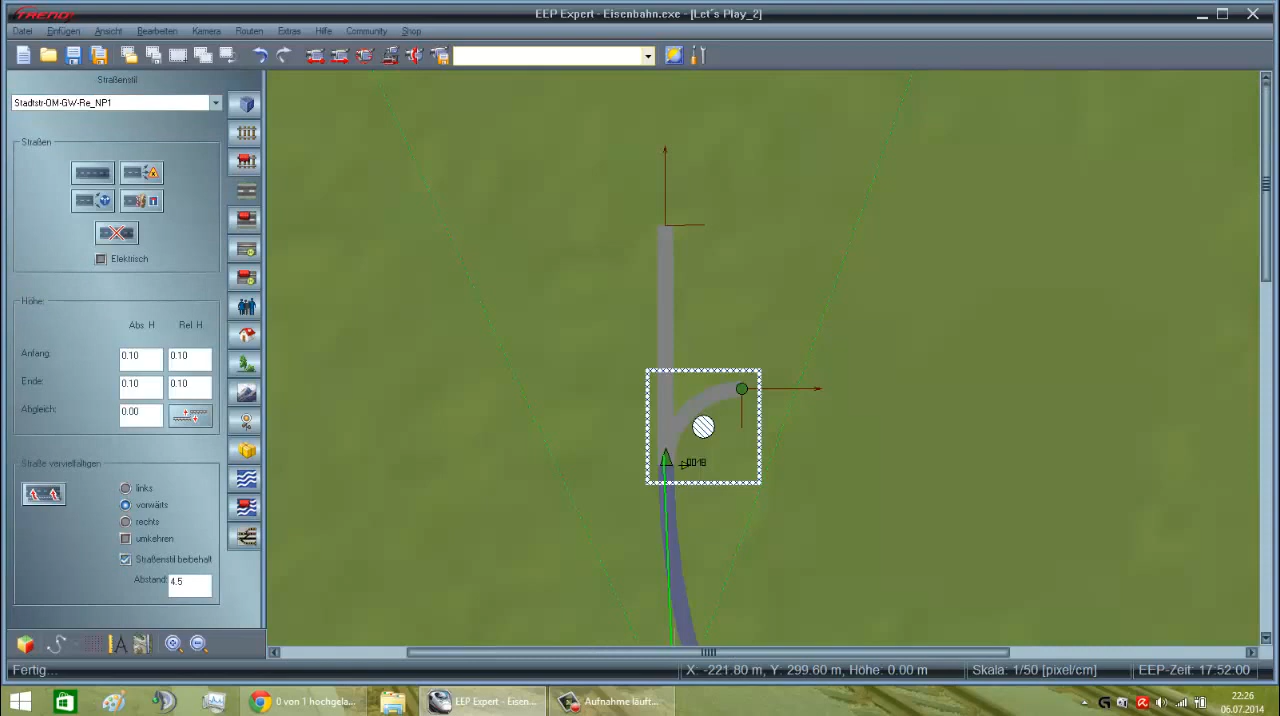 TREND
EEP Expert - Eisenbahn.exe - [Let´s Play_2]
Datei Einfügen Ansicht Bearbeiten Kamera Routen Extras Hilfe Community Shop
Straßenstil
Stadtstr-OM-GW-Re_NP1
Straßen
Elektrisch
Höhe:
Abs H Rel H
Anfang: 0.10 0.10
Ende: 0.10 0.10
Abgleich: 0.00
Straße vervielfältigen
links
vorwärts
rechts
umkehren
Straßenstil beibehalt
Abstand: 4.5
0018
Fertig...
X: -221.80 m, Y: 299.60 m, Höhe: 0.00 m
Skala: 1/50 [pixel/cm]
EEP-Zeit: 17:52:00
0 von 1 hochgela...
EEP Expert - Eisen...
Aufnahme läuft...
22:26
06.07.2014